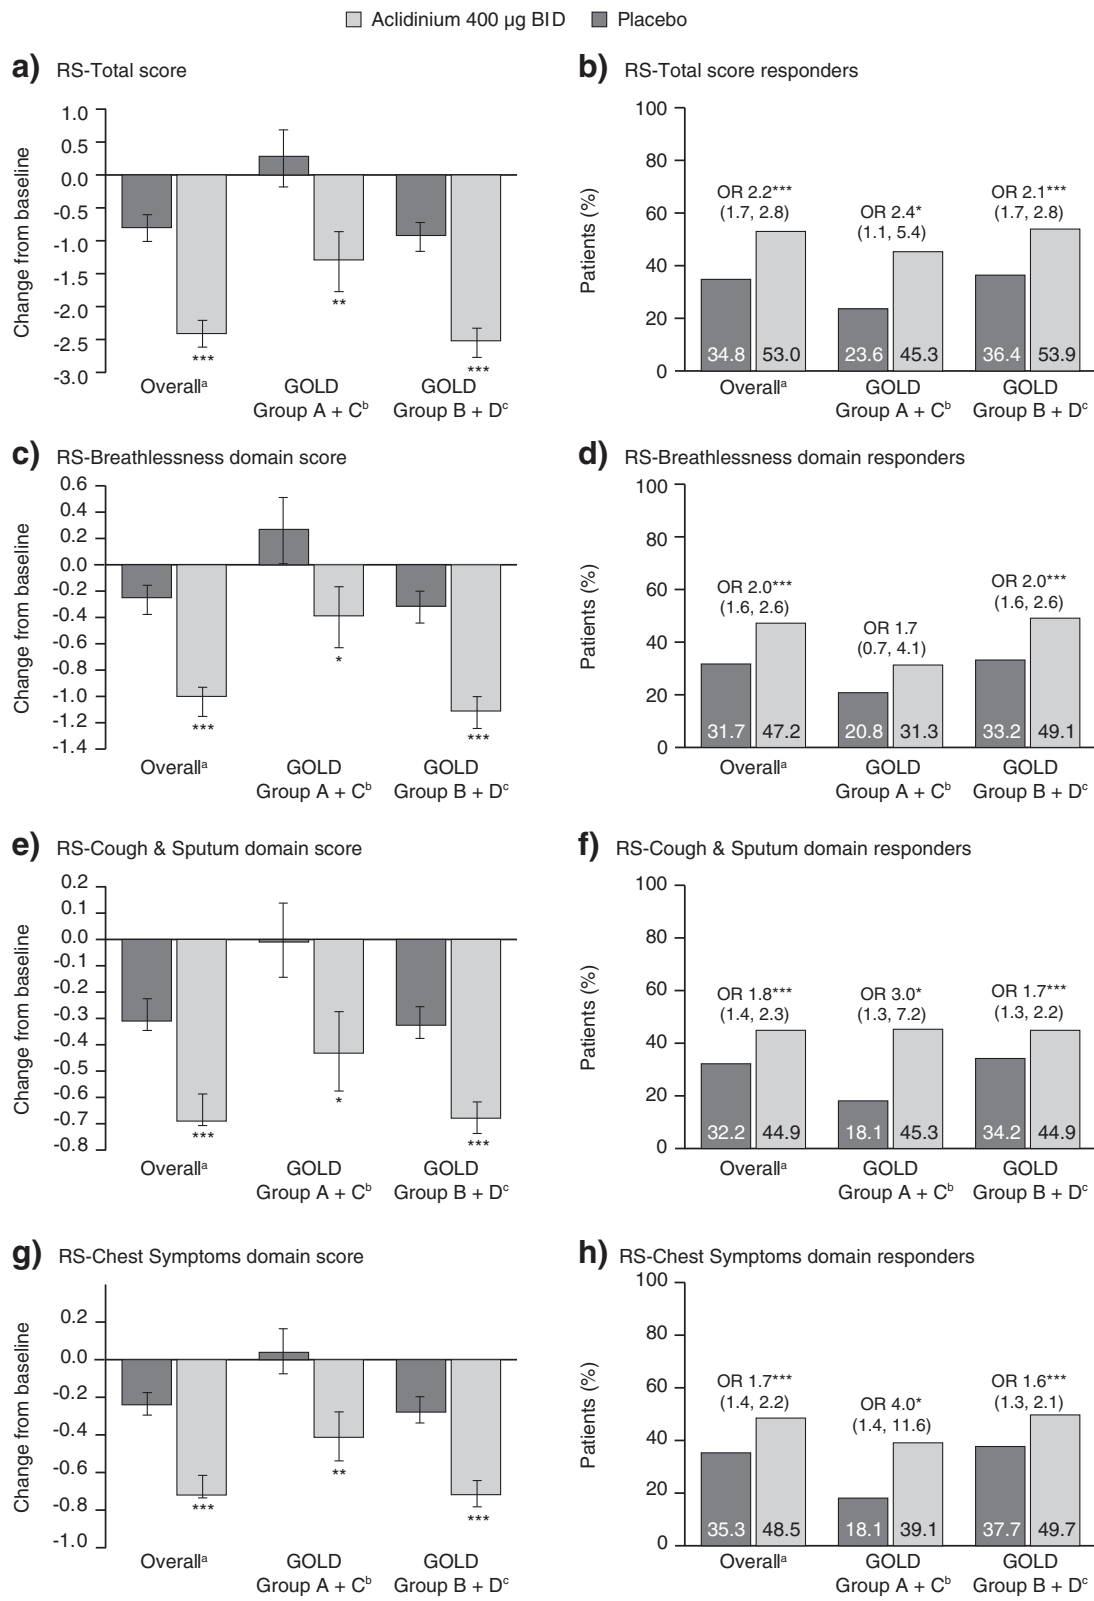 Aclidinium 400 µg BID Placebo
a) RS-Total score
Change from baseline
1.0
0.5
0.0
-0.5
-1.0
-1.5
-2.0
-2.5
-3.0
***
**
***
Overallᵃ GOLD GOLD
Group A + Cᵇ Group B + Dᶜ
b) RS-Total score responders
Patients (%)
100
80
60
40
20
0
OR 2.2***
(1.7, 2.8)
OR 2.4*
(1.1, 5.4)
OR 2.1***
(1.7, 2.8)
34.8 53.0 23.6 45.3 36.4 53.9
Overallᵃ GOLD GOLD
Group A + Cᵇ Group B + Dᶜ
c) RS-Breathlessness domain score
Change from baseline
0.6
0.4
0.2
0.0
-0.2
-0.4
-0.6
-0.8
-1.0
-1.2
-1.4
***
*
***
Overallᵃ GOLD GOLD
Group A + Cᵇ Group B + Dᶜ
d) RS-Breathlessness domain responders
Patients (%)
100
80
60
40
20
0
OR 2.0***
(1.6, 2.6)
OR 1.7
(0.7, 4.1)
OR 2.0***
(1.6, 2.6)
31.7 47.2 20.8 31.3 33.2 49.1
Overallᵃ GOLD GOLD
Group A + Cᵇ Group B + Dᶜ
e) RS-Cough & Sputum domain score
Change from baseline
0.2
0.1
0.0
-0.1
-0.2
-0.3
-0.4
-0.5
-0.6
-0.7
-0.8
***
*
***
Overallᵃ GOLD GOLD
Group A + Cᵇ Group B + Dᶜ
f) RS-Cough & Sputum domain responders
Patients (%)
100
80
60
40
20
0
OR 1.8***
(1.4, 2.3)
OR 3.0*
(1.3, 7.2)
OR 1.7***
(1.3, 2.2)
32.2 44.9 18.1 45.3 34.2 44.9
Overallᵃ GOLD GOLD
Group A + Cᵇ Group B + Dᶜ
g) RS-Chest Symptoms domain score
Change from baseline
0.2
0.0
-0.2
-0.4
-0.6
-0.8
-1.0
***
**
***
Overallᵃ GOLD GOLD
Group A + Cᵇ Group B + Dᶜ
h) RS-Chest Symptoms domain responders
Patients (%)
100
80
60
40
20
0
OR 1.7***
(1.4, 2.2)
OR 4.0*
(1.4, 11.6)
OR 1.6***
(1.3, 2.1)
35.3 48.5 18.1 39.1 37.7 49.7
Overallᵃ GOLD GOLD
Group A + Cᵇ Group B + Dᶜ